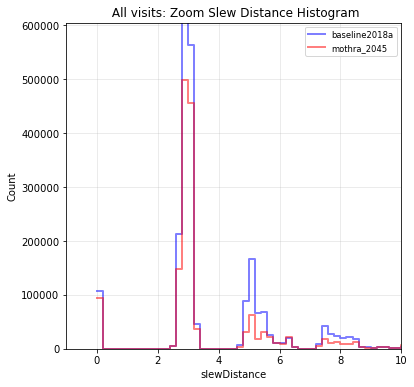 All visits: Zoom Slew Distance Histogram
baseline2018a
mothra_2045
600000
500000
400000
300000
200000
100000
0
Count
0 2 4 6 8 10
slewDistance